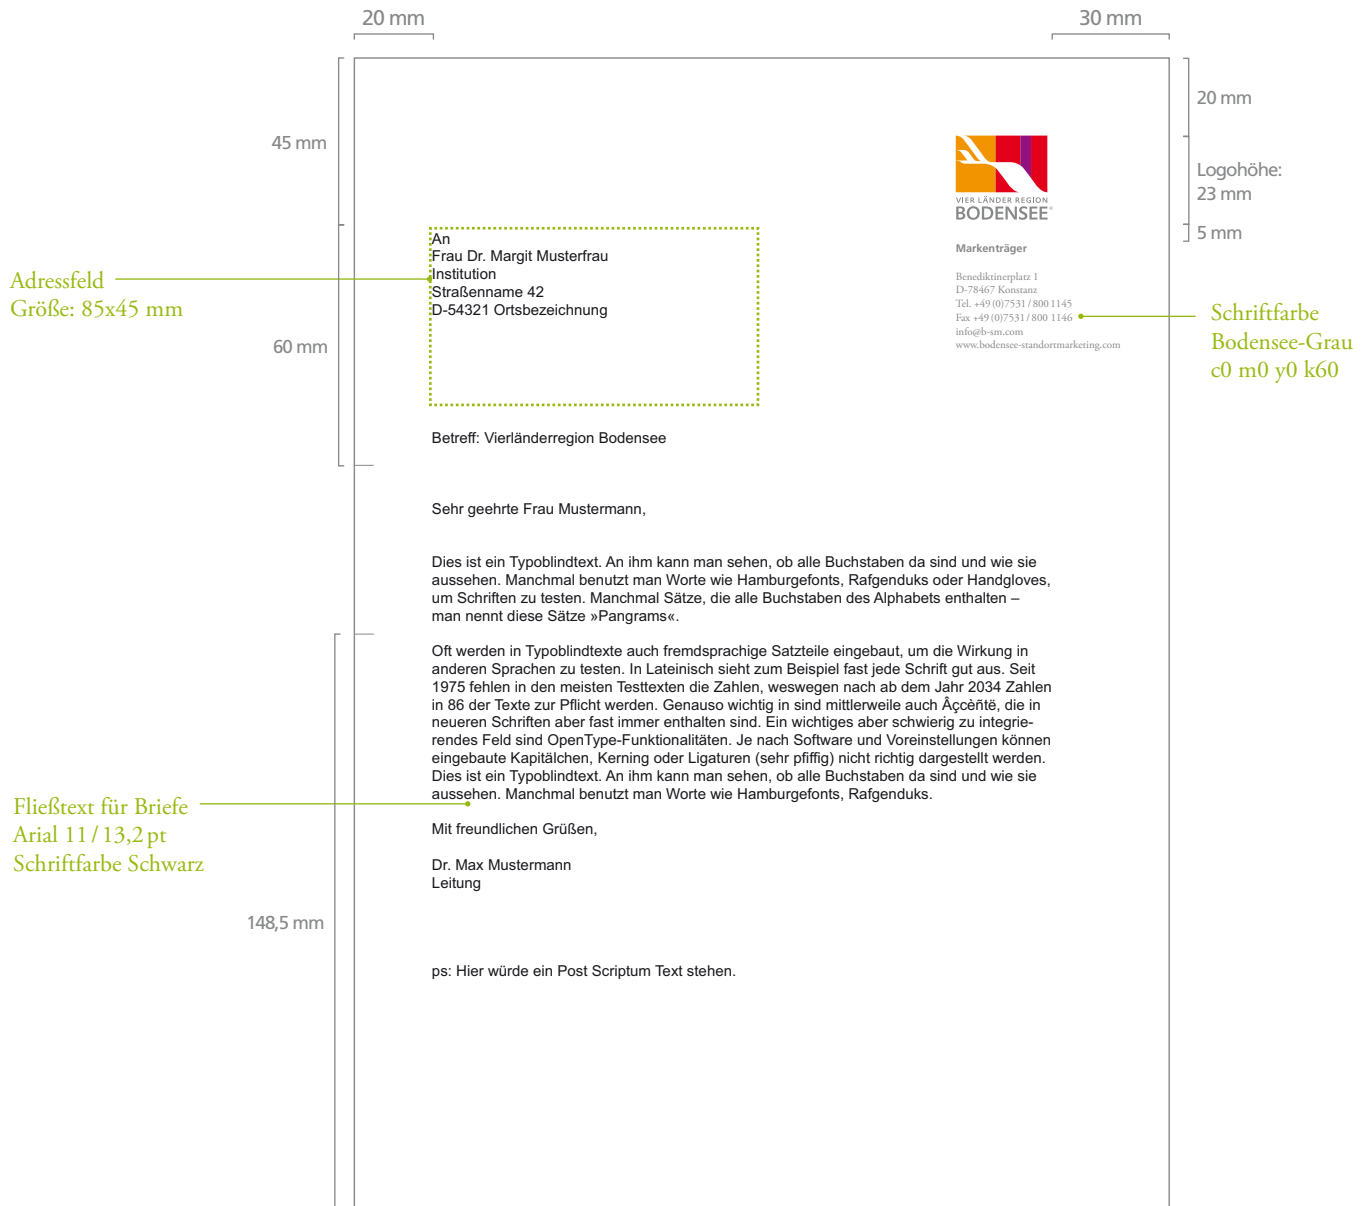 20 mm
30 mm
45 mm
20 mm
Logohöhe:
23 mm
5 mm
VIER LÄNDER REGION
BODENSEE®
Markenträger
Benediktinerplatz 1
D-78467 Konstanz
Tel. +49 (0)7531 / 800 1145
Fax +49 (0)7531 / 800 1146
info@b-sm.com
www.bodensee-standortmarketing.com
Schriftfarbe
Bodensee-Grau
c0 m0 y0 k60
Adressfeld
Größe: 85x45 mm
60 mm
An
Frau Dr. Margit Musterfrau
Institution
Straßenname 42
D-54321 Ortsbezeichnung
Betreff: Vierländerregion Bodensee
Sehr geehrte Frau Mustermann,
Dies ist ein Typoblindtext. An ihm kann man sehen, ob alle Buchstaben da sind und wie sie
aussehen. Manchmal benutzt man Worte wie Hamburgefonts, Rafgenduks oder Handgloves,
um Schriften zu testen. Manchmal Sätze, die alle Buchstaben des Alphabets enthalten –
man nennt diese Sätze »Pangrams«.
Oft werden in Typoblindtexte auch fremdsprachige Satzteile eingebaut, um die Wirkung in
anderen Sprachen zu testen. In Lateinisch sieht zum Beispiel fast jede Schrift gut aus. Seit
1975 fehlen in den meisten Testtexten die Zahlen, weswegen nach ab dem Jahr 2034 Zahlen
in 86 der Texte zur Pflicht werden. Genauso wichtig in sind mittlerweile auch Âçcèñtë, die in
neueren Schriften aber fast immer enthalten sind. Ein wichtiges aber schwierig zu integrie-
rendes Feld sind OpenType-Funktionalitäten. Je nach Software und Voreinstellungen können
eingebaute Kapitälchen, Kerning oder Ligaturen (sehr pfiffig) nicht richtig dargestellt werden.
Dies ist ein Typoblindtext. An ihm kann man sehen, ob alle Buchstaben da sind und wie sie
aussehen. Manchmal benutzt man Worte wie Hamburgefonts, Rafgenduks.
Fließtext für Briefe
Arial 11 / 13,2 pt
Schriftfarbe Schwarz
148,5 mm
Mit freundlichen Grüßen,
Dr. Max Mustermann
Leitung
ps: Hier würde ein Post Scriptum Text stehen.